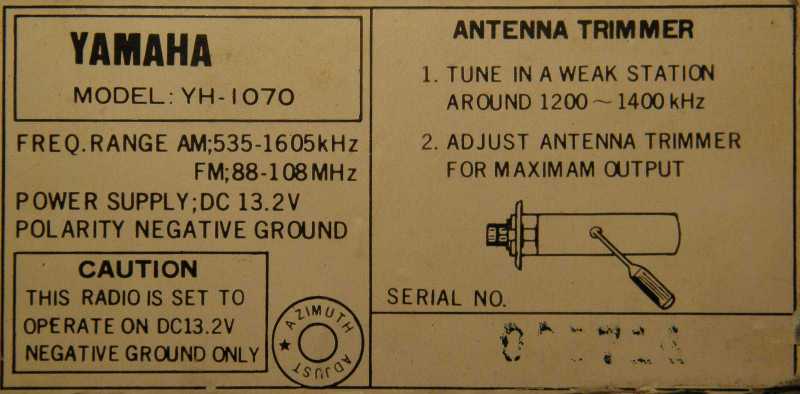 YAMAHA
MODEL: YH-1070
FREQ. RANGE AM;535-1605kHz
FM;88-108MHz
POWER SUPPLY;DC 13.2V
POLARITY NEGATIVE GROUND
CAUTION
THIS RADIO IS SET TO
OPERATE ON DC13.2V
NEGATIVE GROUND ONLY
AZIMUTH ADJUST ★
ANTENNA TRIMMER
1. TUNE IN A WEAK STATION
AROUND 1200~1400 kHz
2. ADJUST ANTENNA TRIMMER
FOR MAXIMAM OUTPUT
SERIAL NO.